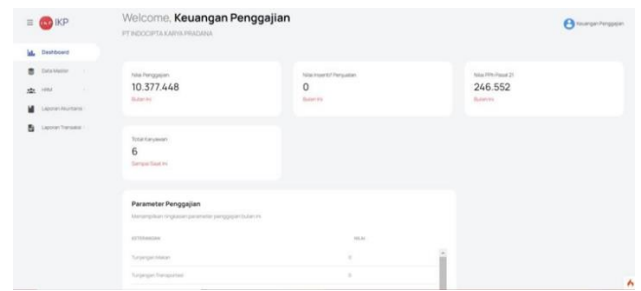 IKP
Welcome, Keuangan Penggajian
PT INDOCIPTA KARYA PRADANA
Keuangan Penggajian
Dashboard
Data Master
HRM
Laporan Akuntansi
Laporan Transaksi
Nilai Penggajian
10.377.448
Bulan Ini
Nilai Insentif Penjualan
0
Bulan Ini
Nilai PPh Pasal 21
246.552
Bulan Ini
Total Karyawan
6
Sampai Saat Ini
Parameter Penggajian
Menampilkan ringkasan parameter penggajian bulan ini
KETERANGAN NILAI
Tunjangan Makan 0
Tunjangan Transportasi 0